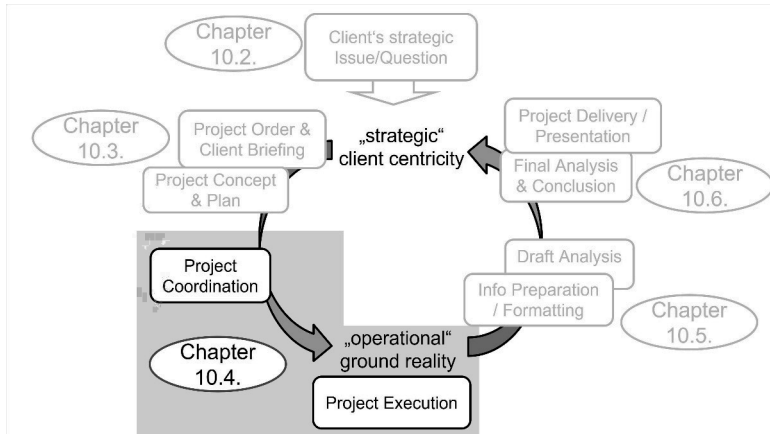 Chapter
10.2.
Client‘s strategic
Issue/Question
Chapter
10.3.
Project Order &
Client Briefing
Project Concept
& Plan
„strategic“
client centricity
Project Delivery /
Presentation
Final Analysis
& Conclusion
Chapter
10.6.
Project
Coordination
Draft Analysis
Info Preparation
/ Formatting
Chapter
10.5.
Chapter
10.4.
„operational“
ground reality
Project Execution